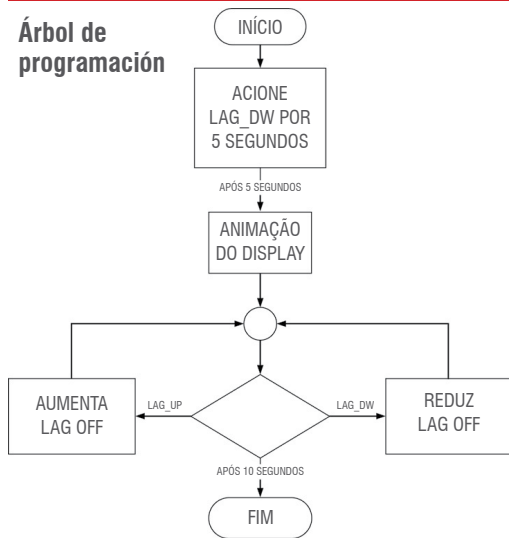 Árbol de
programación
INÍCIO
ACIONE
LAG_DW POR
5 SEGUNDOS
APÓS 5 SEGUNDOS
ANIMAÇÃO
DO DISPLAY
AUMENTA
LAG OFF
LAG_UP
LAG_DW
REDUZ
LAG OFF
APÓS 10 SEGUNDOS
FIM